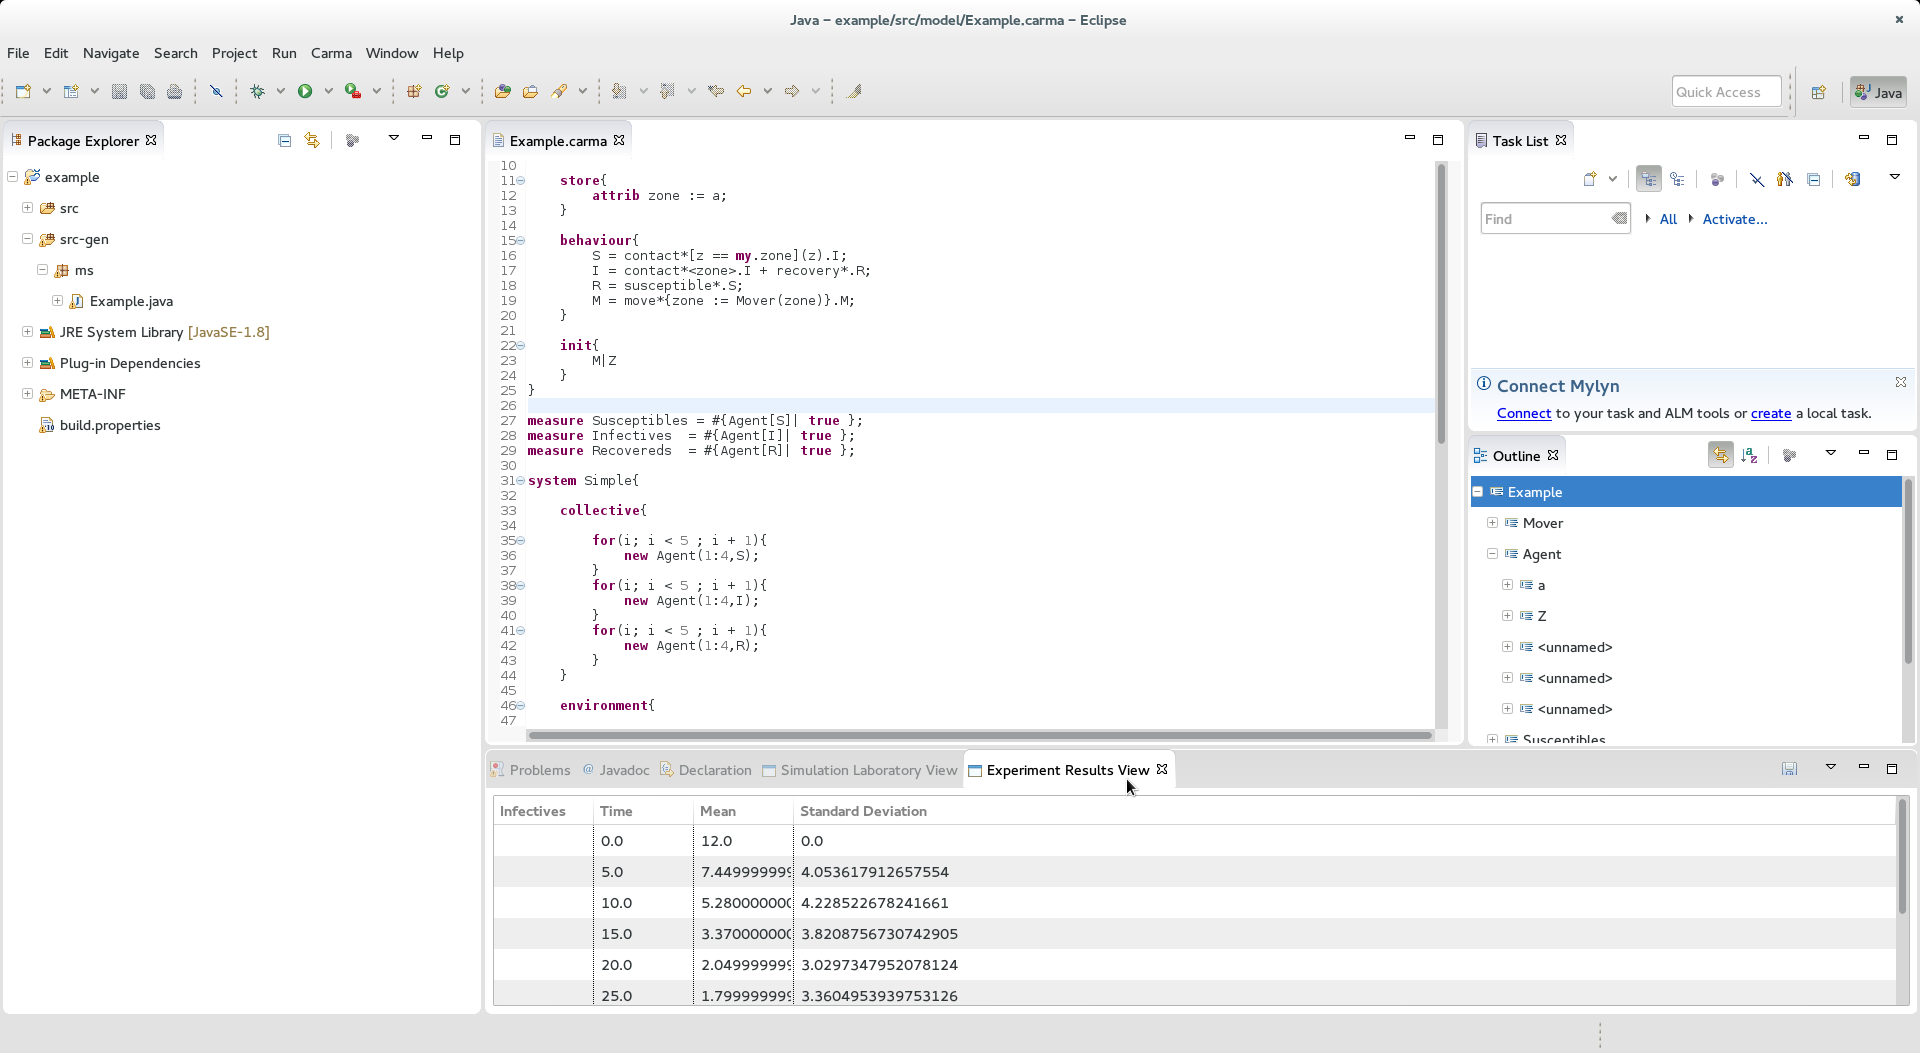 Java – example/src/model/Example.carma – Eclipse
File Edit Navigate Search Project Run Carma Window Help
Quick Access
Java
Package Explorer
example
src
src-gen
ms
Example.java
JRE System Library [JavaSE-1.8]
Plug-in Dependencies
META-INF
build.properties
Example.carma
10
11 store{
12 attrib zone := a;
13 }
14
15 behaviour{
16 S = contact*[z == my.zone](z).I;
17 I = contact*<zone>.I + recovery*.R;
18 R = susceptible*.S;
19 M = move*{zone := Mover(zone)}.M;
20 }
21
22 init{
23 M|Z
24 }
25 }
26
27 measure Susceptibles = #{Agent[S]| true };
28 measure Infectives = #{Agent[I]| true };
29 measure Recovereds = #{Agent[R]| true };
30
31 system Simple{
32
33 collective{
34
35 for(i; i < 5 ; i + 1){
36 new Agent(1:4,S);
37 }
38 for(i; i < 5 ; i + 1){
39 new Agent(1:4,I);
40 }
41 for(i; i < 5 ; i + 1){
42 new Agent(1:4,R);
43 }
44 }
45
46 environment{
47
Task List
Find
All Activate...
Connect Mylyn
Connect to your task and ALM tools or create a local task.
Outline
Example
Mover
Agent
a
Z
<unnamed>
<unnamed>
<unnamed>
Susceptibles
Problems @ Javadoc Declaration Simulation Laboratory View Experiment Results View
Infectives Time Mean Standard Deviation
0.0 12.0 0.0
5.0 7.449999999 4.053617912657554
10.0 5.280000000 4.228522678241661
15.0 3.370000000 3.8208756730742905
20.0 2.049999999 3.0297347952078124
25.0 1.799999999 3.3604953939753126